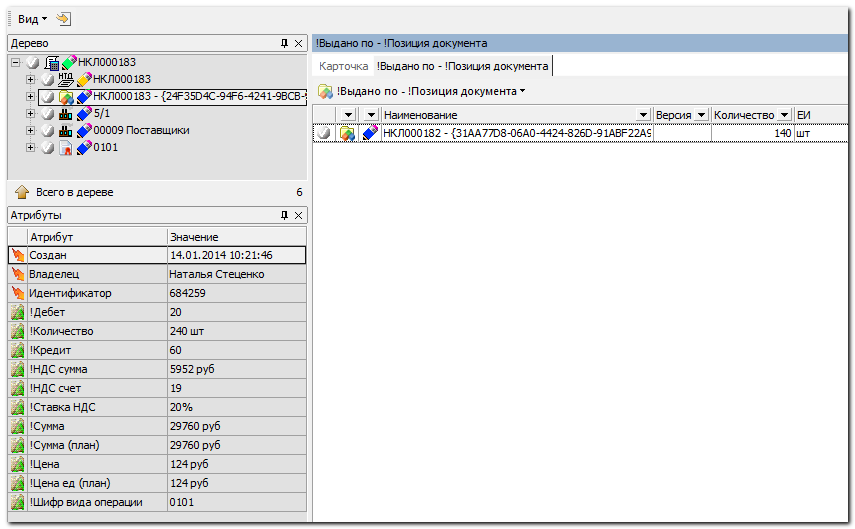 Вид
Дерево
НКЛ000183
НТД НКЛ000183
НКЛ000183 - {24F35D4C-94F6-4241-9BCB-
5/1
00009 Поставщики
0101
Всего в дереве 6
Атрибуты
Атрибут Значение
Создан 14.01.2014 10:21:46
Владелец Наталья Стеценко
Идентификатор 684259
!Дебет 20
!Количество 240 шт
!Кредит 60
!НДС сумма 5952 руб
!НДС счет 19
!Ставка НДС 20%
!Сумма 29760 руб
!Сумма (план) 29760 руб
!Цена 124 руб
!Цена ед (план) 124 руб
!Шифр вида операции 0101
!Выдано по - !Позиция документа
Карточка !Выдано по - !Позиция документа
!Выдано по - !Позиция документа
Наименование Версия Количество ЕИ
НКЛ000182 - {31AA77D8-06A0-4424-826D-91ABF22A9 140 шт